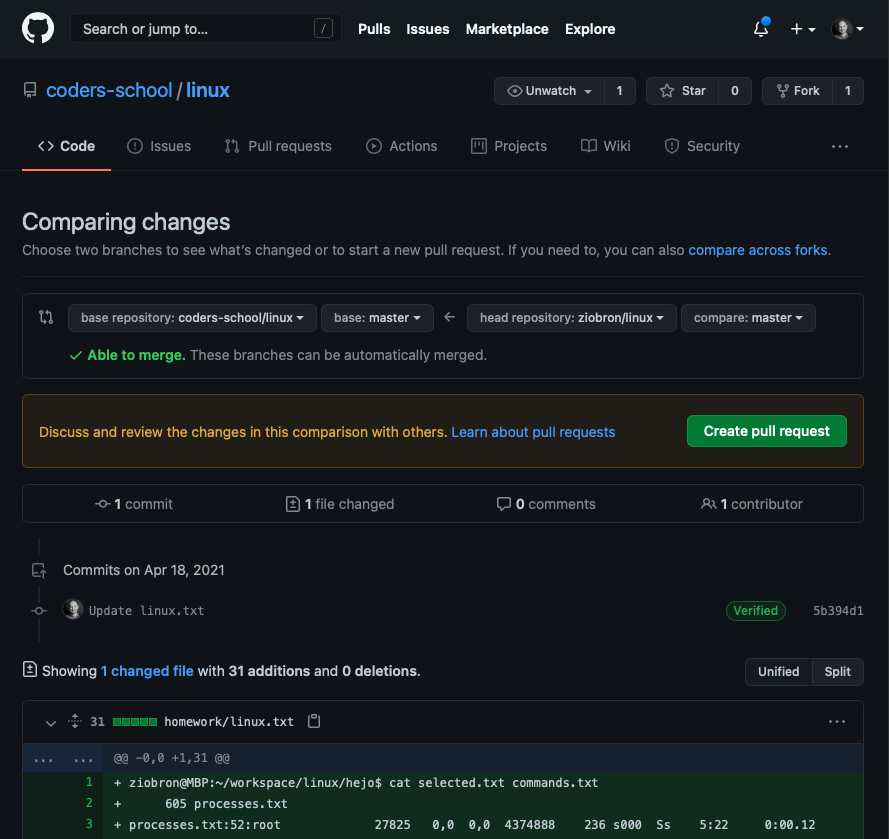 Search or jump to... /
Pulls Issues Marketplace Explore
coders-school / linux
Unwatch 1 Star 0 Fork 1
Code Issues Pull requests Actions Projects Wiki Security ...
Comparing changes
Choose two branches to see what's changed or to start a new pull request. If you need to, you can also compare across forks.
base repository: coders-school/linux base: master ← head repository: ziobron/linux compare: master
✓ Able to merge. These branches can be automatically merged.
Discuss and review the changes in this comparison with others. Learn about pull requests
Create pull request
1 commit 1 file changed 0 comments 1 contributor
Commits on Apr 18, 2021
Update linux.txt Verified 5b394d1
Showing 1 changed file with 31 additions and 0 deletions.
Unified Split
31 homework/linux.txt ...
... ... @@ -0,0 +1,31 @@
1 + ziobron@MBP:~/workspace/linux/hejo$ cat selected.txt commands.txt
2 + 605 processes.txt
3 + processes.txt:52:root 27825 0,0 0,0 4374888 236 s000 Ss 5:22 0:00.12